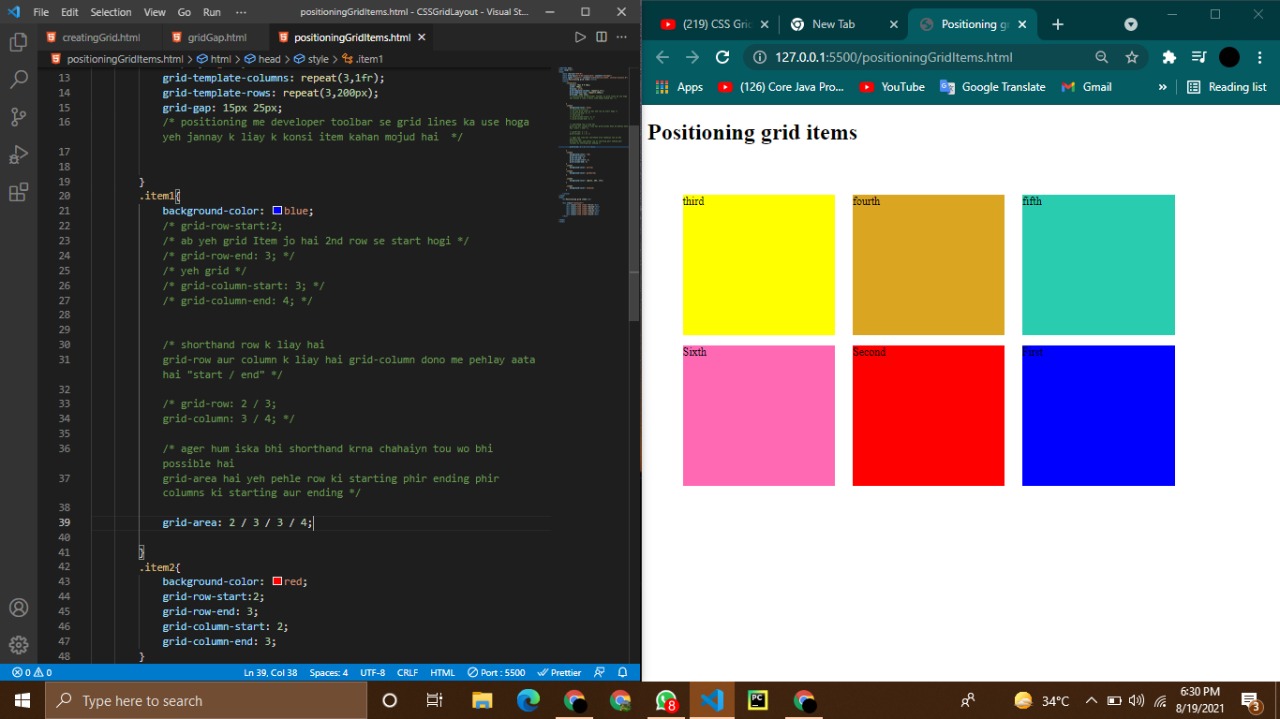 File Edit Selection View Go Run ··· positioningGridItems.html - CSSGridLayout - Visual St...
creatingGrid.html gridGap.html positioningGridItems.html
positioningGridItems.html > html > head > style > .item1
13 grid-template-columns: repeat(3,1fr);
14 grid-template-rows: repeat(3,200px);
15 grid-gap: 15px 25px;
16 /* positioning me developer toolbar se grid lines ka use hoga
yeh jannay k liay k konsi item kahan mojud hai */
17
18
19 }
20 .item1{
21 background-color: blue;
22 /* grid-row-start:2;
23 /* ab yeh grid Item jo hai 2nd row se start hogi */
24 /* grid-row-end: 3; */
25 /* yeh grid */
26 /* grid-column-start: 3; */
27 /* grid-column-end: 4; */
28
29
30 /* shorthand row k liay hai
31 grid-row aur column k liay hai grid-column dono me pehlay aata
hai "start / end" */
32
33 /* grid-row: 2 / 3;
34 grid-column: 3 / 4; */
35
36 /* ager hum iska bhi shorthand krna chahaiyn tou wo bhi
possible hai
37 grid-area hai yeh pehle row ki starting phir ending phir
columns ki starting aur ending */
38
39 grid-area: 2 / 3 / 3 / 4;
40
41 }
42 .item2{
43 background-color: red;
44 grid-row-start:2;
45 grid-row-end: 3;
46 grid-column-start: 2;
47 grid-column-end: 3;
48 }
0 0 Ln 39, Col 38 Spaces: 4 UTF-8 CRLF HTML Port : 5500 Prettier
(219) CSS Gri New Tab Positioning g
127.0.0.1:5500/positioningGridItems.html
Apps (126) Core Java Pro... YouTube Google Translate Gmail » Reading list
Positioning grid items
third fourth fifth
Sixth Second First
Type here to search
8 PC 34°C 6:30 PM
8/19/2021 3